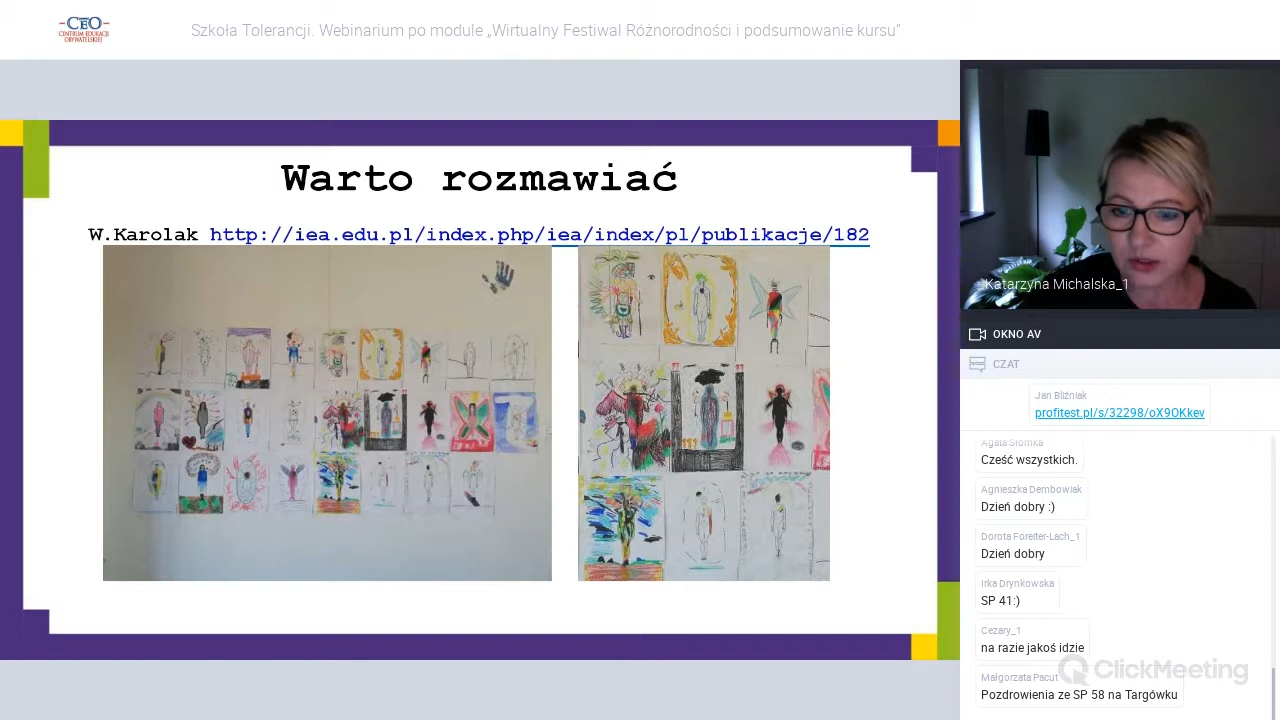 CEO
CENTRUM EDUKACJI
OBYWATELSKIEJ
Szkoła Tolerancji. Webinarium po module „Wirtualny Festiwal Różnorodności i podsumowanie kursu”
Warto rozmawiać
W.Karolak http://iea.edu.pl/index.php/iea/index/pl/publikacje/182
Katarzyna Michalska_1
OKNO AV
CZAT
Jan Bliźniak
profitest.pl/s/32298/oX9OKkev
Agata Słomka
Cześć wszystkich.
Agnieszka Dembowiak
Dzień dobry :)
Dorota Foreiter-Lach_1
Dzień dobry
Irka Drynkowska
SP 41:)
Cezary_1
na razie jakoś idzie
Małgorzata Pacut
Pozdrowienia ze SP 58 na Targówku
ClickMeeting